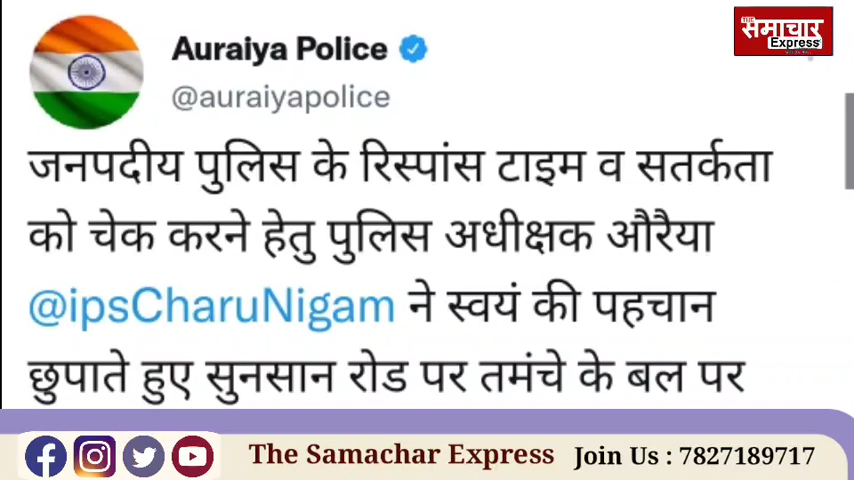 THE
समाचार
Express
Auraiya Police
@auraiyapolice
जनपदीय पुलिस के रिस्पांस टाइम व सतर्कता
को चेक करने हेतु पुलिस अधीक्षक औरैया
@ipsCharuNigam ने स्वयं की पहचान
छुपाते हुए सुनसान रोड पर तमंचे के बल पर
The Samachar Express Join Us : 7827189717